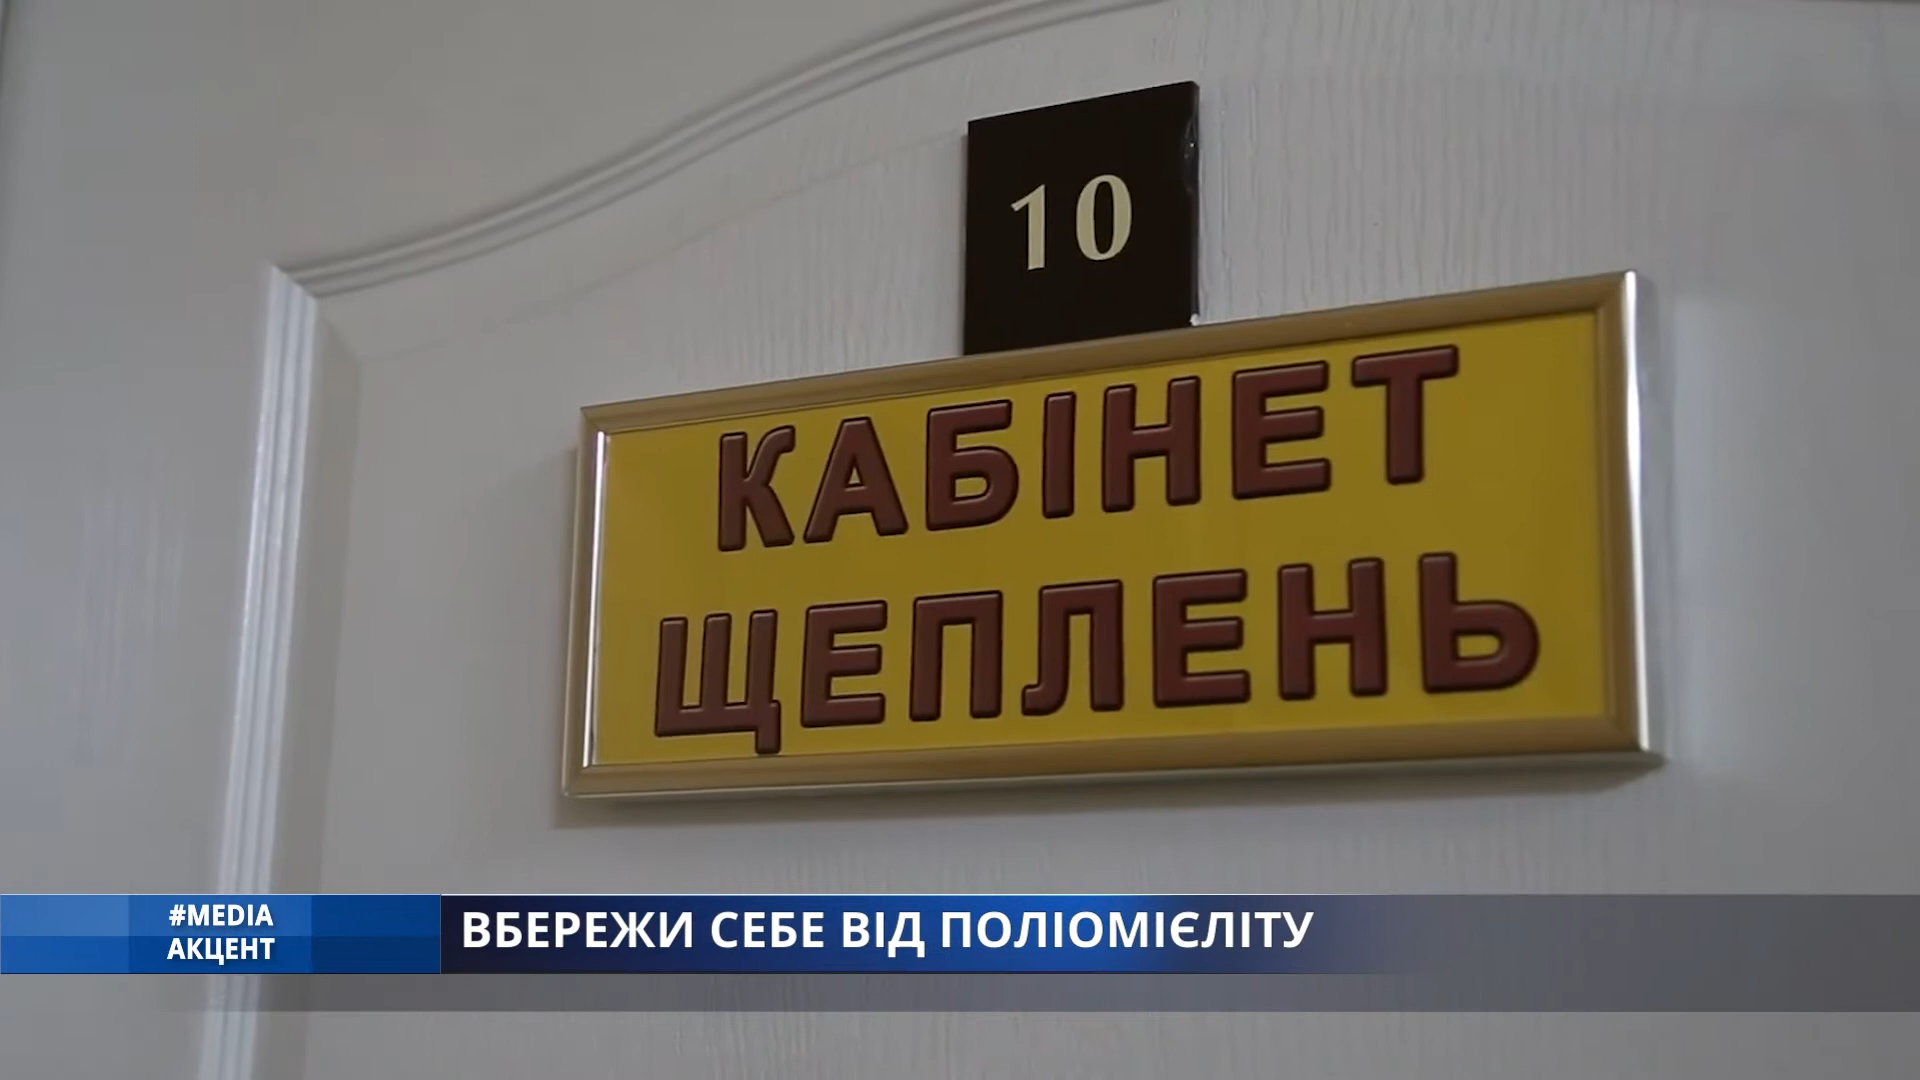 10
КАБІНЕТ
ЩЕПЛЕНЬ
#MEDIA
АКЦЕНТ
ВБЕРЕЖИ СЕБЕ ВІД ПОЛІОМІЄЛІТУ